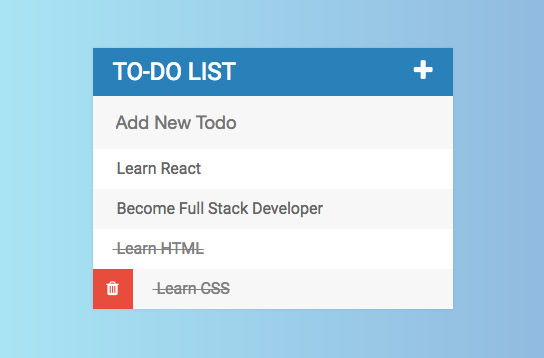 TO-DO LIST
Add New Todo
Learn React
Become Full Stack Developer
Learn HTML
Learn CSS